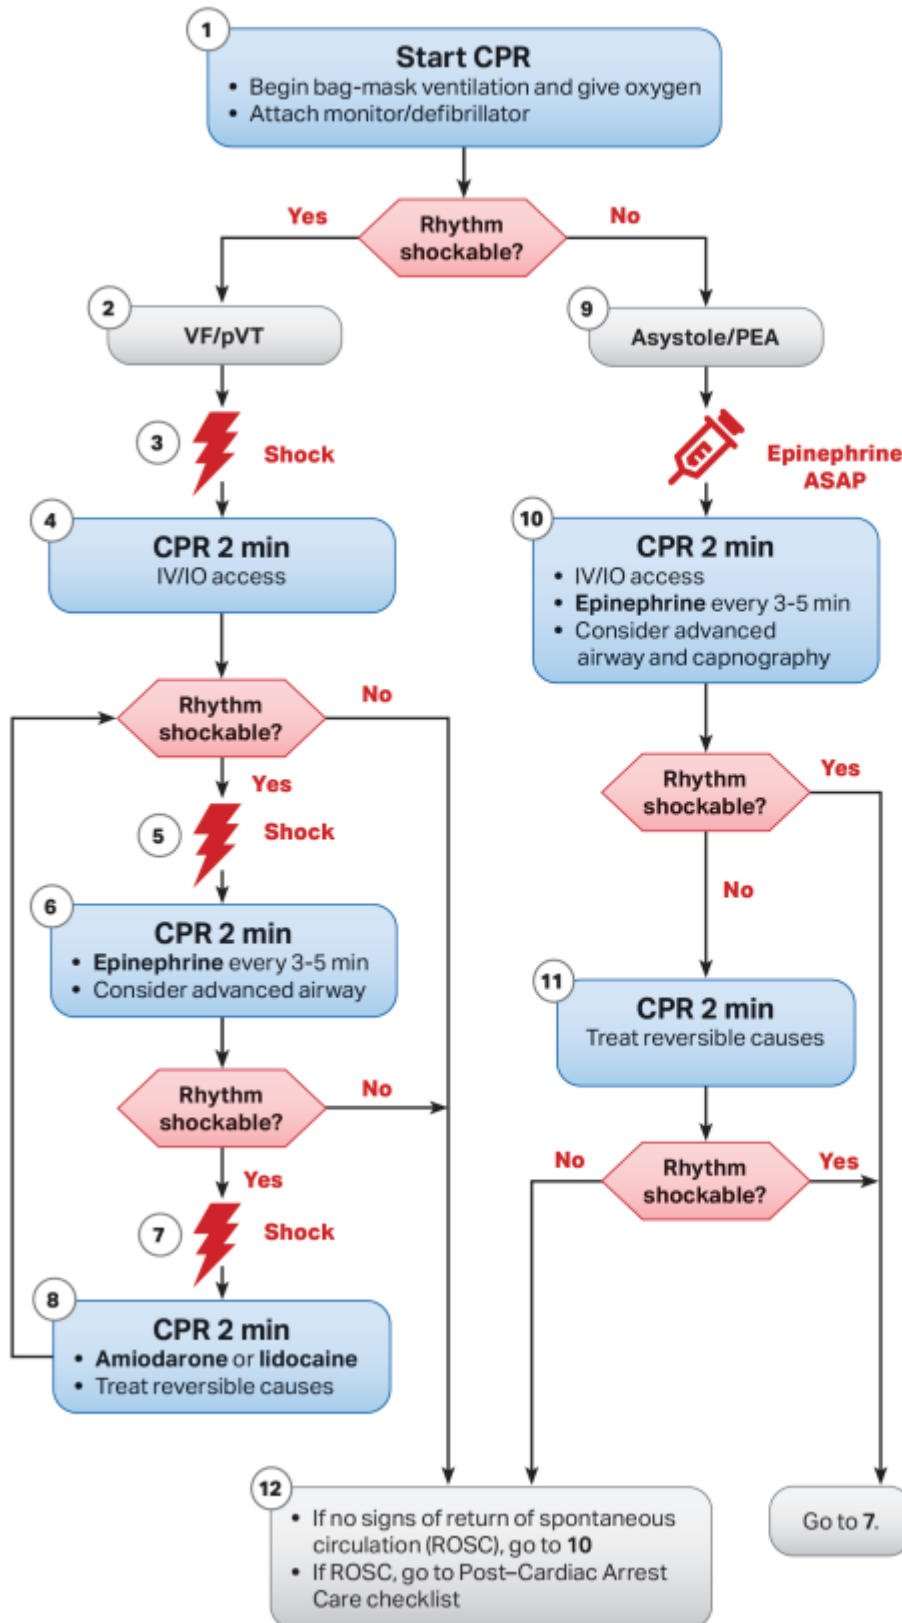 1
Start CPR
• Begin bag-mask ventilation and give oxygen
• Attach monitor/defibrillator
Rhythm
shockable?
Yes
No
2
VF/pVT
3
Shock
4
CPR 2 min
IV/IO access
Rhythm
shockable?
No
Yes
5
Shock
6
CPR 2 min
• Epinephrine every 3-5 min
• Consider advanced airway
Rhythm
shockable?
No
Yes
7
Shock
8
CPR 2 min
• Amiodarone or lidocaine
• Treat reversible causes
9
Asystole/PEA
Epinephrine
ASAP
10
CPR 2 min
• IV/IO access
• Epinephrine every 3-5 min
• Consider advanced
airway and capnography
Rhythm
shockable?
Yes
No
11
CPR 2 min
Treat reversible causes
Rhythm
shockable?
No
Yes
12
• If no signs of return of spontaneous
circulation (ROSC), go to 10
• If ROSC, go to Post–Cardiac Arrest
Care checklist
Go to 7.